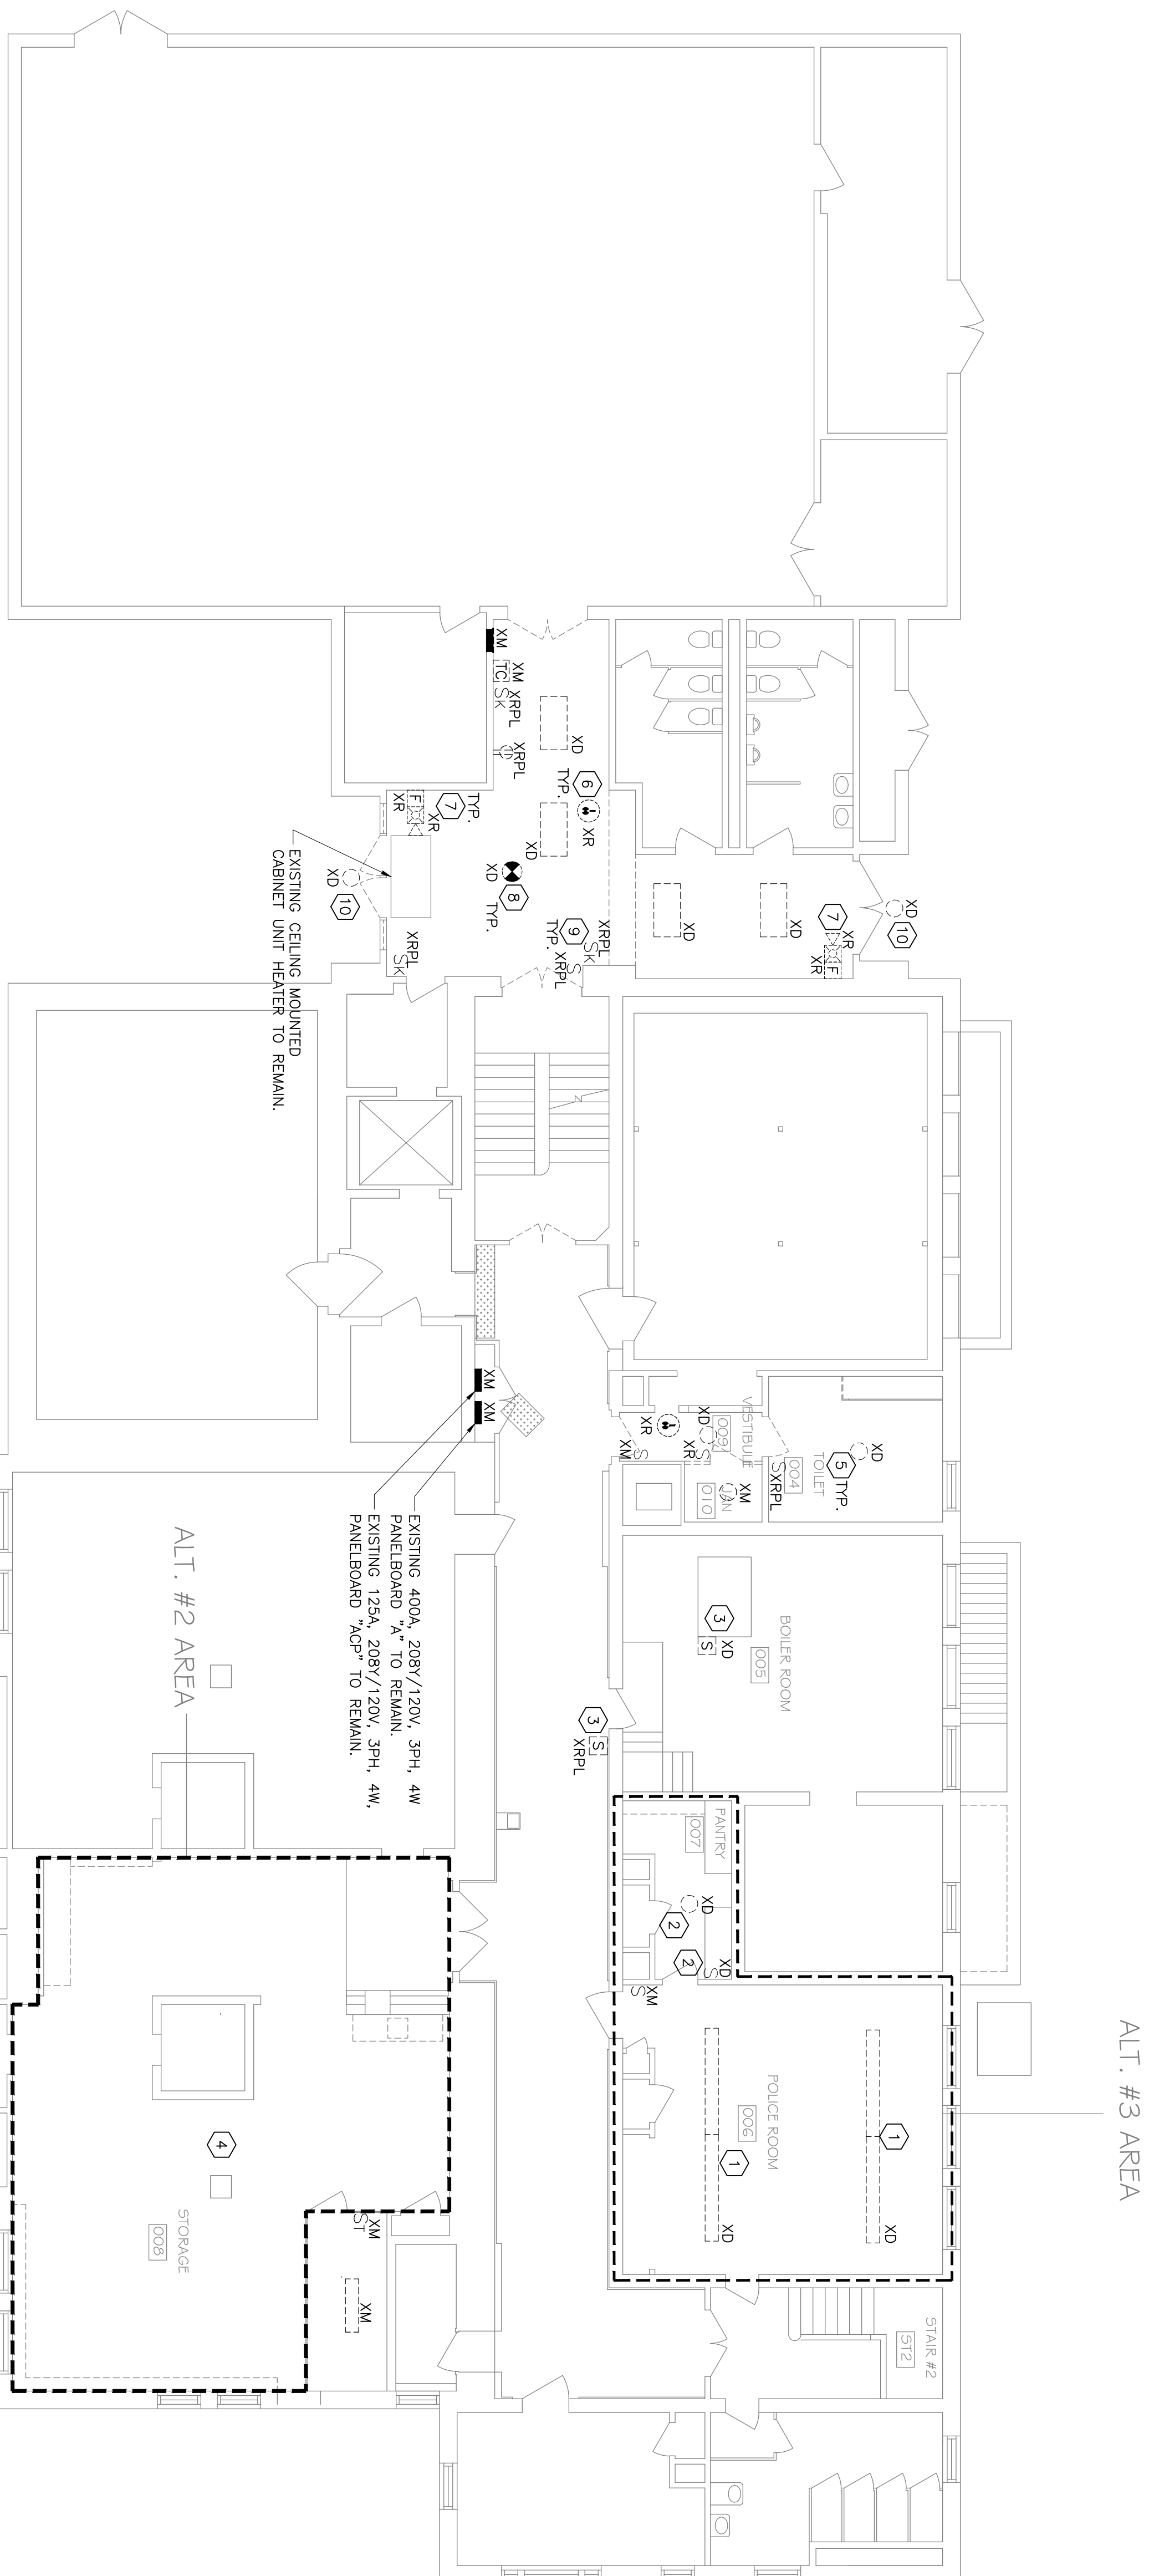 ALT. #3 AREA
STAIR #2
ST2
XD
10
XD
7
XR
XR
F
XD
5 TYP.
TOILET
004
S XRPL
XD
1
XD
POLICE ROOM
006
1
XD
BOILER ROOM
005
3
XD
S
VESTIBULE
009
XD
XR
S
XR
XM
S
JAN
010
XM
PANTRY
007
XD
2
2
XD
S
XM
S
XD
XM
XM
TC
XRPL
SK
XRPL
XD
6
TYP.
XR
XD
8
TYP.
XD
9
TYP.
XRPL
SK
XRPL
S
3
S
XRPL
TYP.
7
XR
F
XR
XRPL
SK
XD
10
EXISTING CEILING MOUNTED
CABINET UNIT HEATER TO REMAIN.
XM
XM
EXISTING 400A, 208Y/120V, 3PH, 4W
PANELBOARD "A" TO REMAIN.
EXISTING 125A, 208Y/120V, 3PH, 4W,
PANELBOARD "ACP" TO REMAIN.
XM
ST
XM
ALT. #2 AREA
4
STORAGE
008